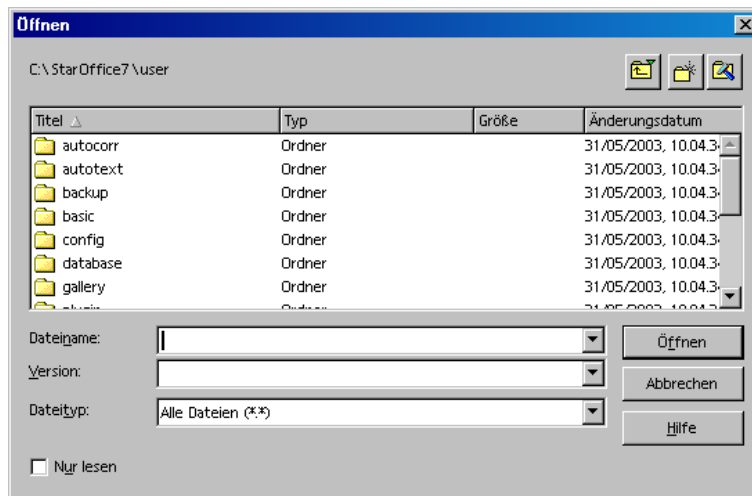 Öffnen
C:\StarOffice7\user
Titel Typ Größe Änderungsdatum
autocorr Ordner 31/05/2003, 10.04.3
autotext Ordner 31/05/2003, 10.04.3
backup Ordner 31/05/2003, 10.04.3
basic Ordner 31/05/2003, 10.04.3
config Ordner 31/05/2003, 10.04.3
database Ordner 31/05/2003, 10.04.3
gallery Ordner 31/05/2003, 10.04.3
Dateiname: Öffnen
Version: Abbrechen
Dateityp: Alle Dateien (*.*)
Hilfe
Nur lesen